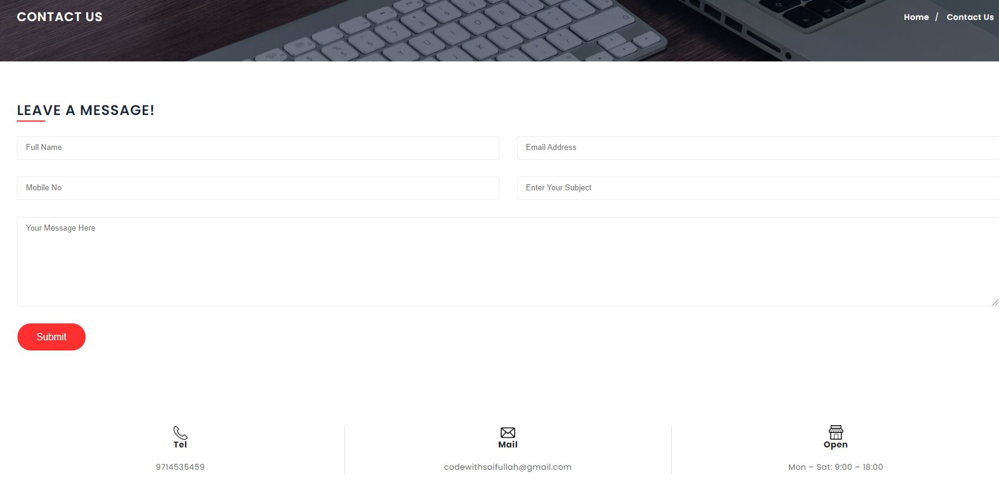 CONTACT US
Home / Contact Us
LEAVE A MESSAGE!
Full Name
Email Address
Mobile No
Enter Your Subject
Your Message Here
Submit
Tel
Mail
Open
9714535459
codewithsaifullah@gmail.com
Mon – Sat: 9:00 – 18:00